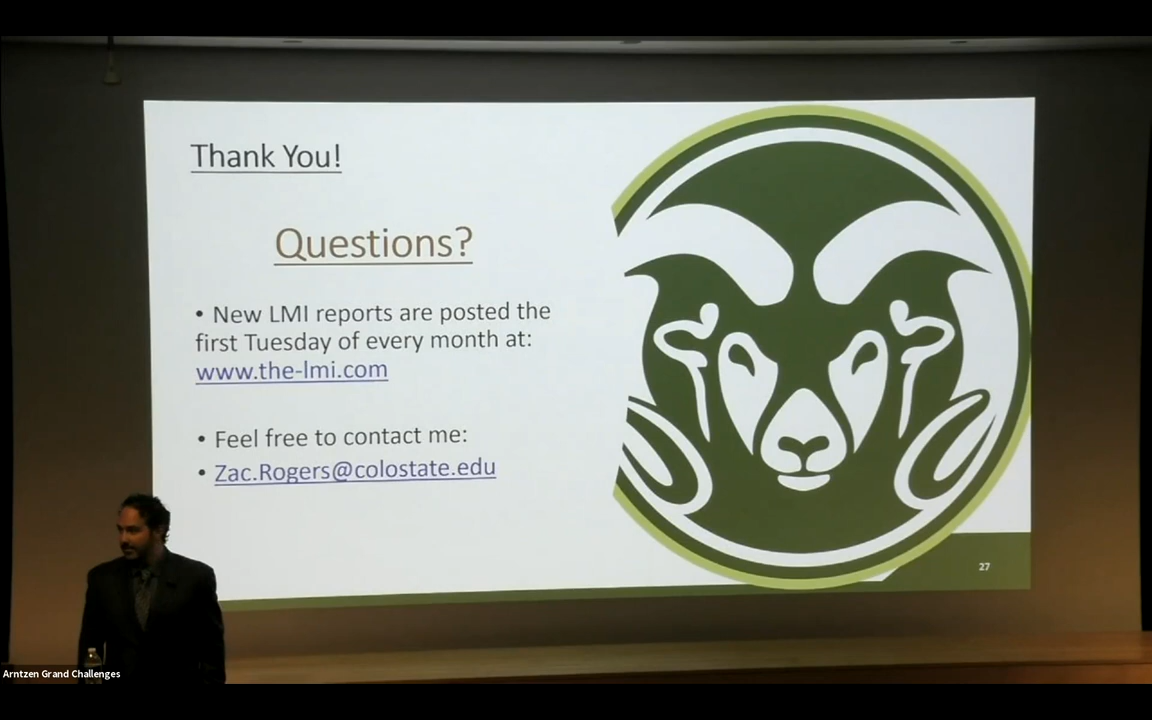 Thank You!
Questions?
• New LMI reports are posted the
first Tuesday of every month at:
www.the-lmi.com
• Feel free to contact me:
• Zac.Rogers@colostate.edu
27
Arntzen Grand Challenges